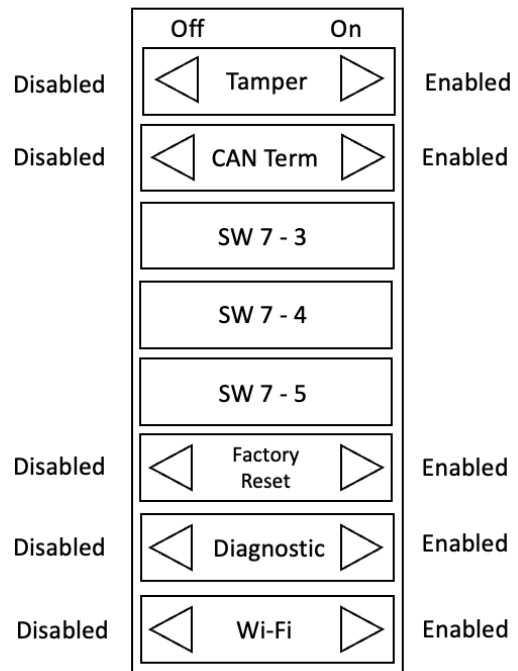 Off On
Disabled Tamper Enabled
Disabled CAN Term Enabled
SW 7 - 3
SW 7 - 4
SW 7 - 5
Disabled Factory Reset Enabled
Disabled Diagnostic Enabled
Disabled Wi-Fi Enabled